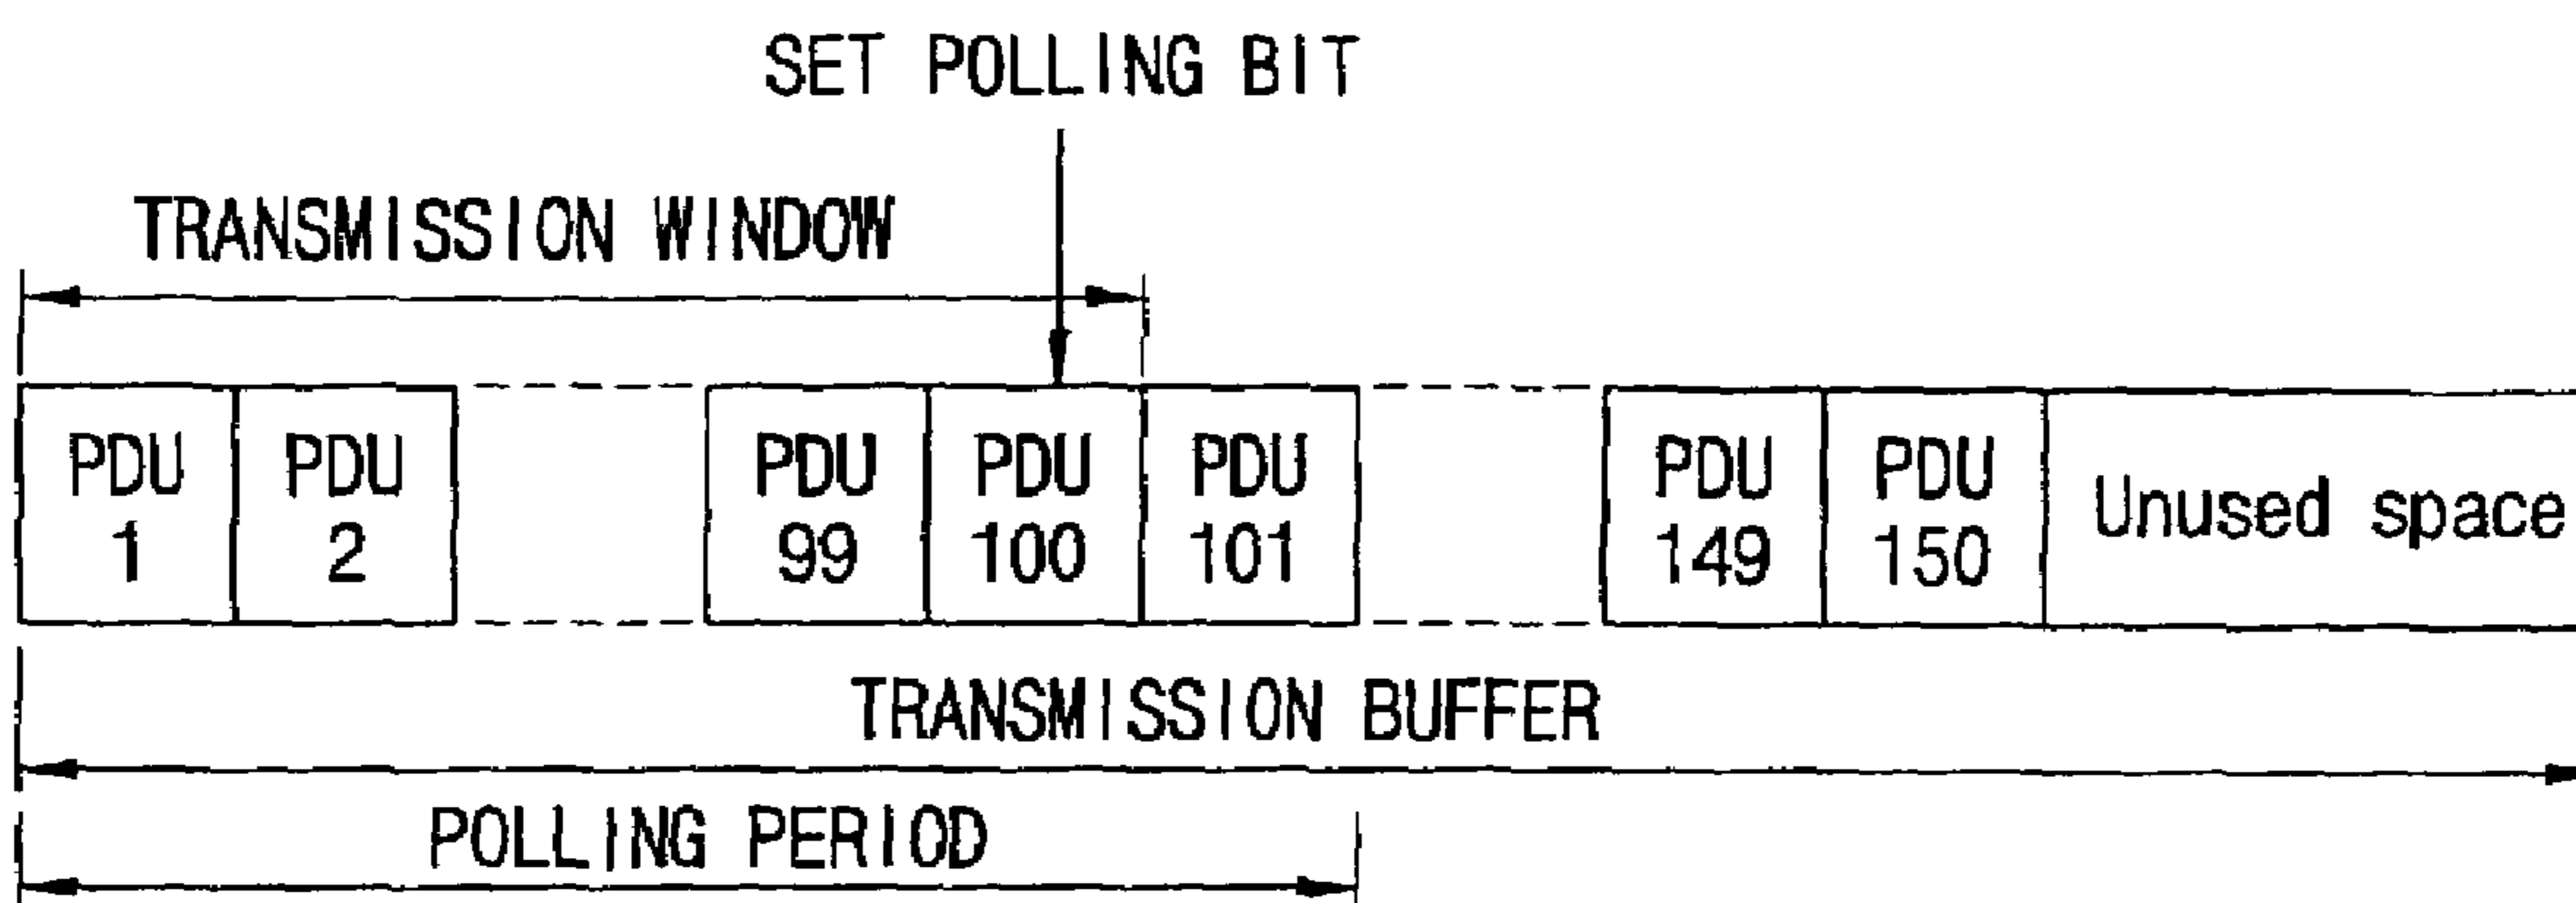 SET POLLING BIT
TRANSMISSION WINDOW
PDU 1
PDU 2
PDU 99
PDU 100
PDU 101
PDU 149
PDU 150
Unused space
TRANSMISSION BUFFER
POLLING PERIOD